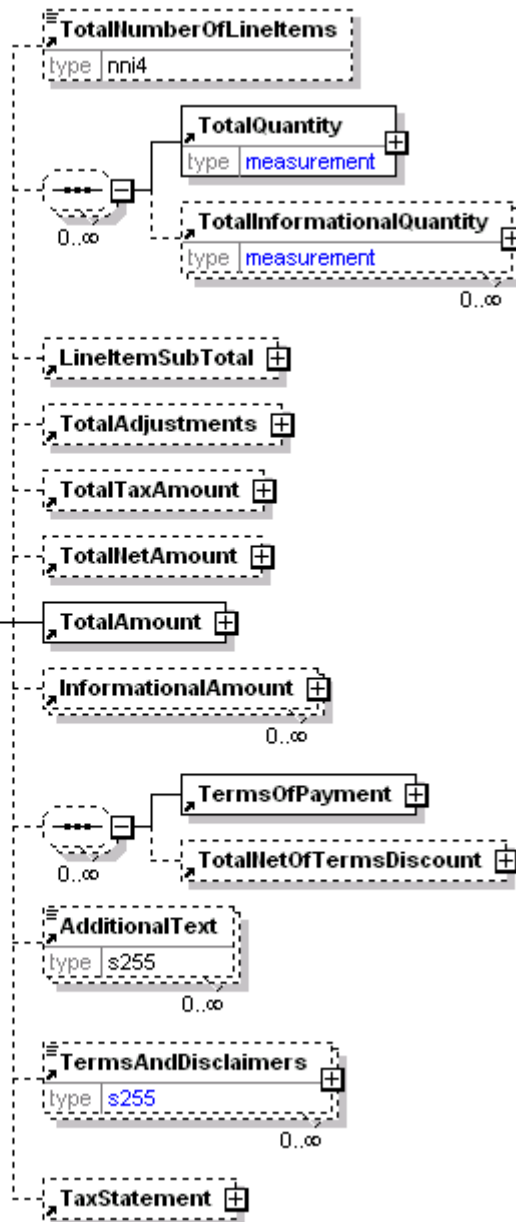 TotalNumberOfLineItems
type nni4
TotalQuantity
type measurement
0..∞
TotalInformationalQuantity
type measurement
0..∞
LineItemSubTotal
TotalAdjustments
TotalTaxAmount
TotalNetAmount
TotalAmount
InformationalAmount
0..∞
TermsOfPayment
0..∞
TotalNetOfTermsDiscount
AdditionalText
type s255
0..∞
TermsAndDisclaimers
type s255
0..∞
TaxStatement